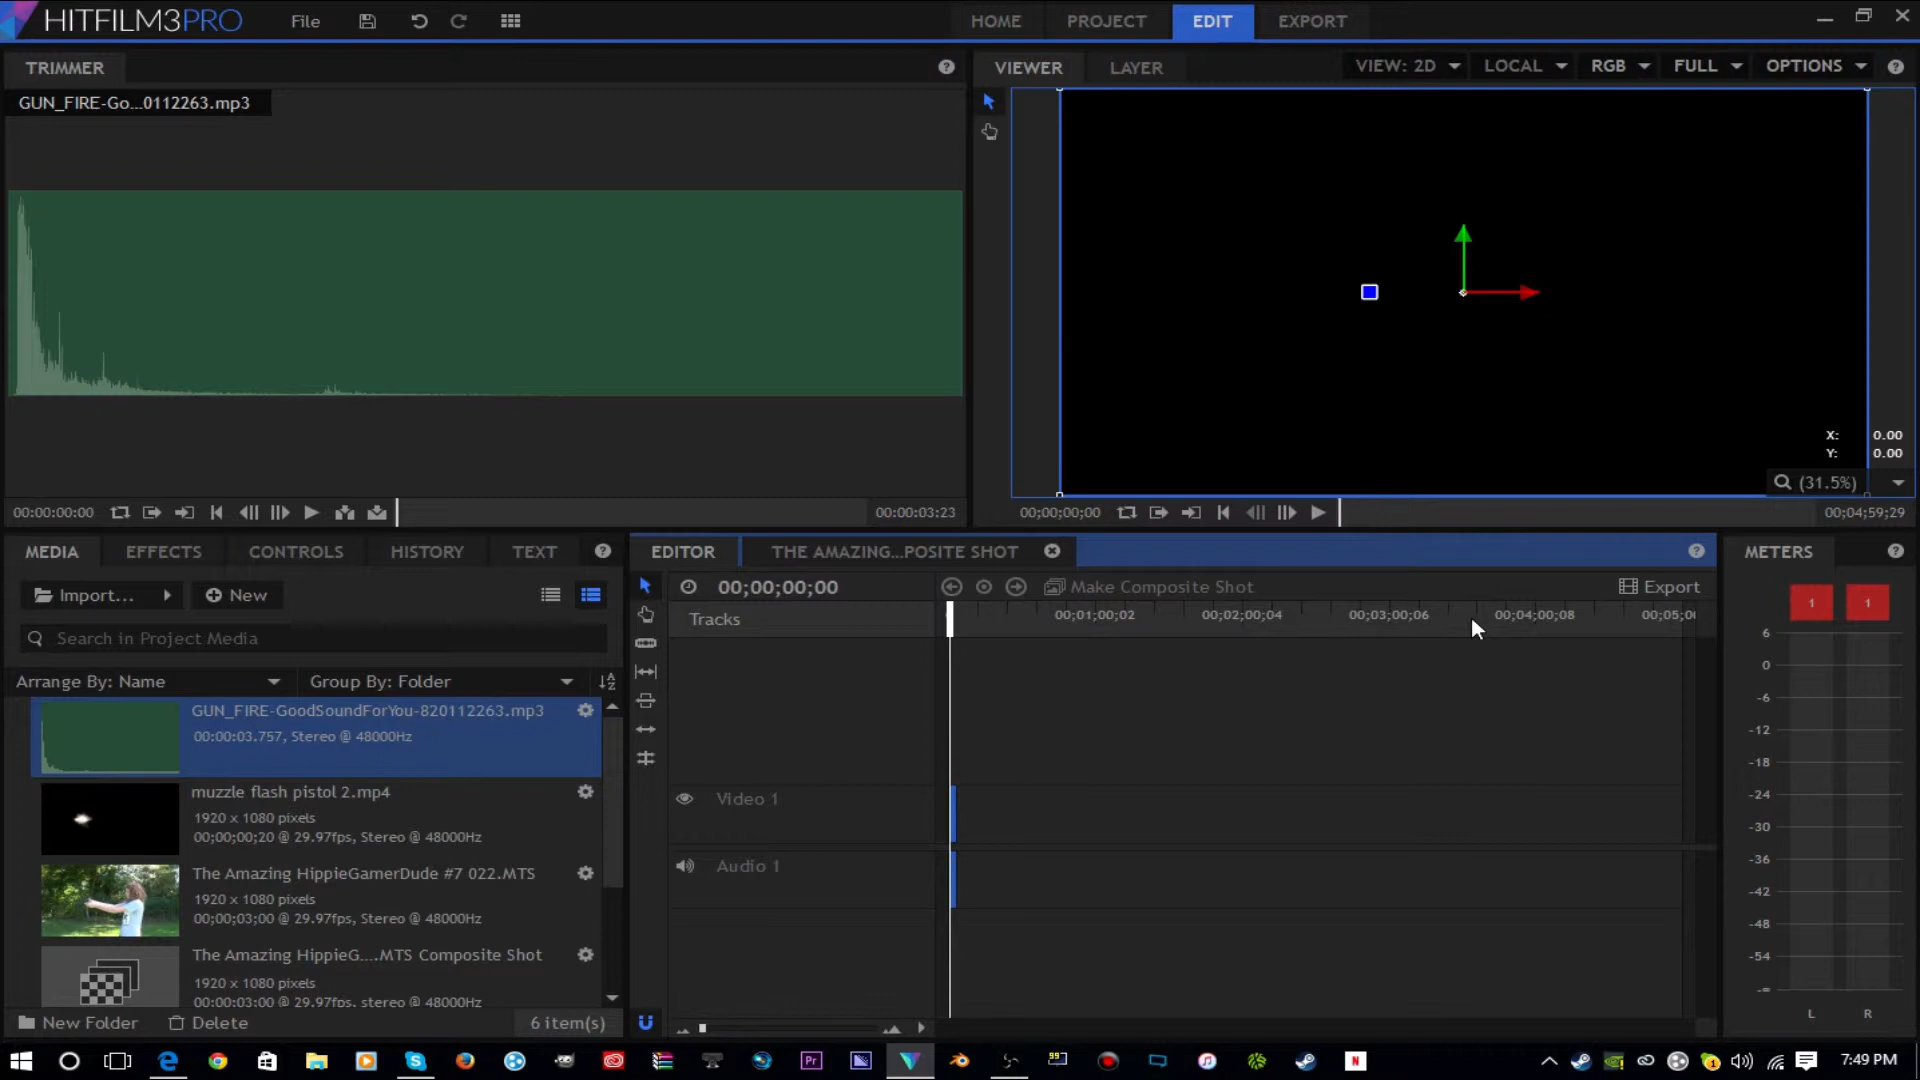 HITFILM3PRO File HOME PROJECT EDIT EXPORT
TRIMMER
GUN_FIRE-Go...0112263.mp3
00:00:00:00 00:00:03:23
VIEWER LAYER VIEW: 2D LOCAL RGB FULL OPTIONS
X: 0.00
Y: 0.00
(31.5%)
00;00;00;00 00;04;59;29
MEDIA EFFECTS CONTROLS HISTORY TEXT
Import... New
Search in Project Media
Arrange By: Name Group By: Folder
GUN_FIRE-GoodSoundForYou-820112263.mp3
00:00:03.757, Stereo @ 48000Hz
muzzle flash pistol 2.mp4
1920 x 1080 pixels
00;00;00;20 @ 29.97fps, Stereo @ 48000Hz
The Amazing HippieGamerDude #7 022.MTS
1920 x 1080 pixels
00;00;03;00 @ 29.97fps, Stereo @ 48000Hz
The Amazing HippieG....MTS Composite Shot
1920 x 1080 pixels
00:00:03:00 @ 29.97fps, stereo @ 48000Hz
New Folder Delete 6 item(s)
EDITOR THE AMAZING...POSITE SHOT
00;00;00;00 Make Composite Shot Export
Tracks 00;01;00;02 00;02;00;04 00;03;00;06 00;04;00;08 00;05;0
Video 1
Audio 1
METERS
1 1
6
0
-6
-12
-18
-24
-30
-36
-42
-48
-54
-∞
L R
Pr 99 N 1 7:49 PM